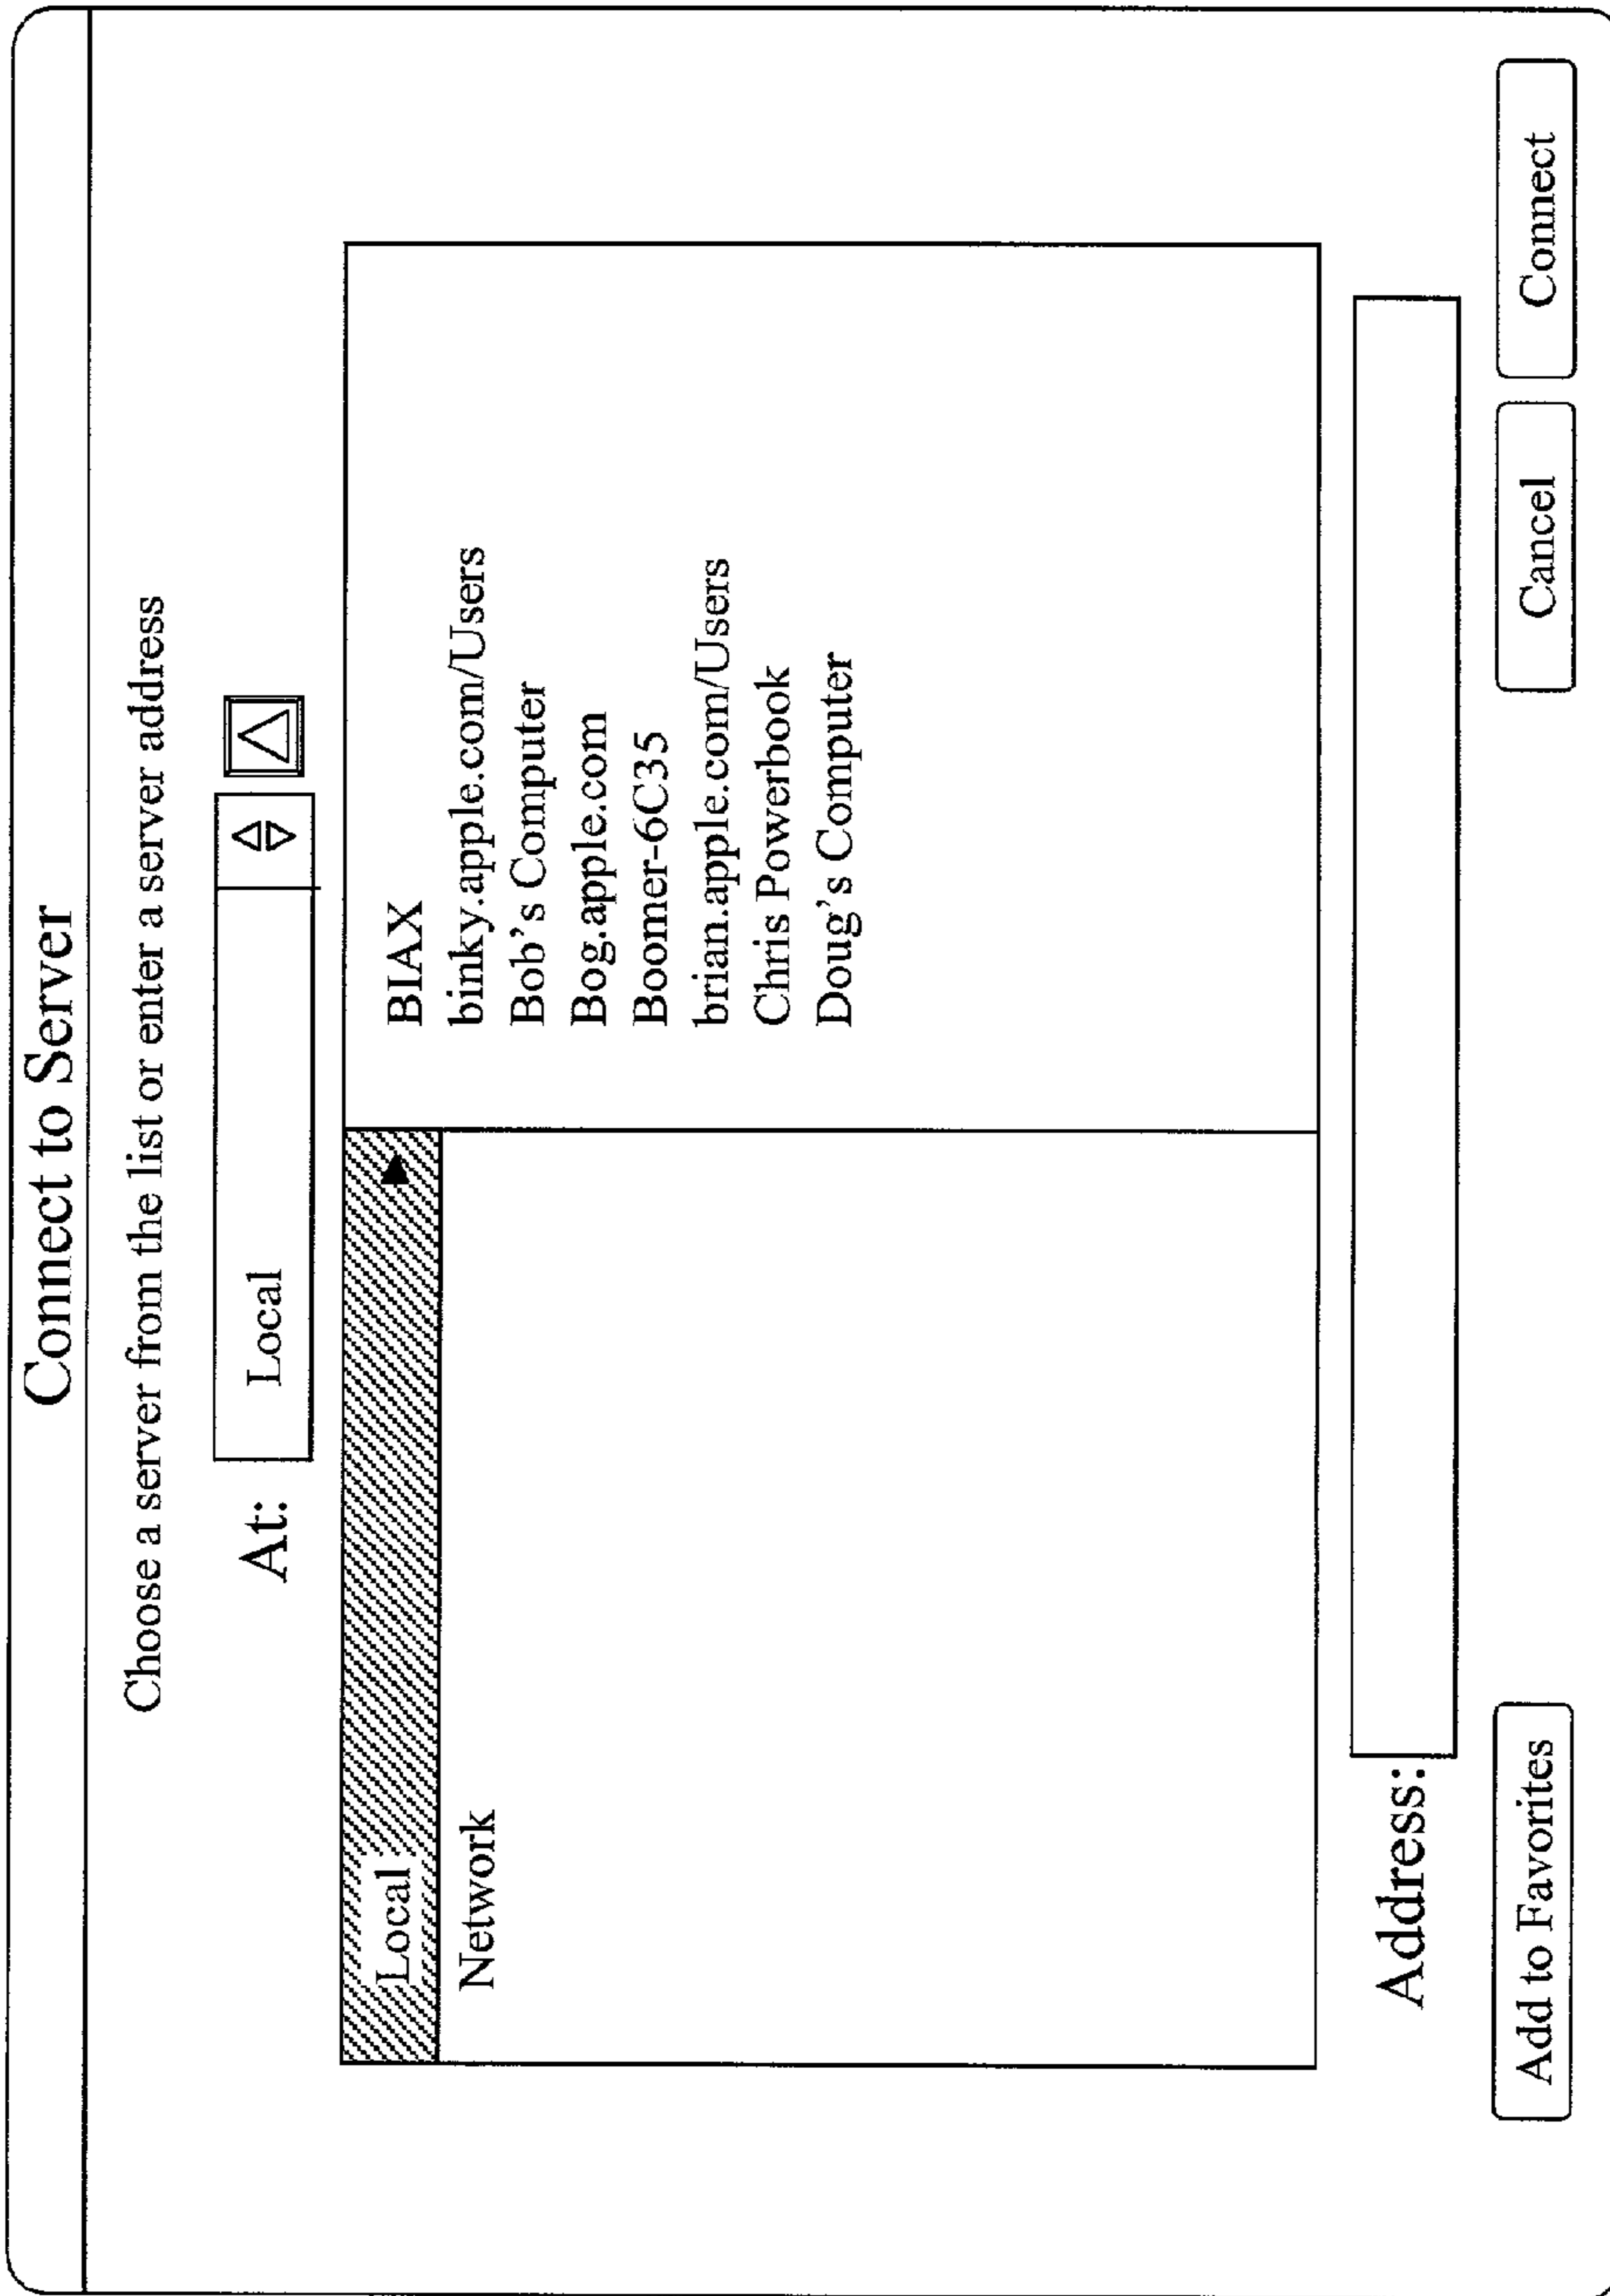 Connect to Server
Choose a server from the list or enter a server address
At: Local
Local
Network
BIAX
binky.apple.com/Users
Bob's Computer
Bog.apple.com
Boomer-6C35
brian.apple.com/Users
Chris Powerbook
Doug's Computer
Address:
Add to Favorites Cancel Connect